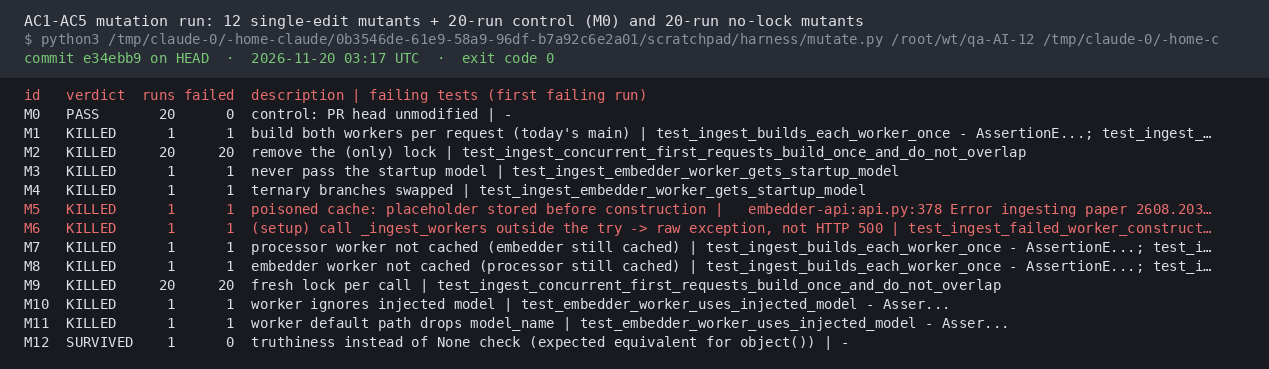 AC1-AC5 mutation run: 12 single-edit mutants + 20-run control (M0) and 20-run no-lock mutants
$ python3 /tmp/claude-0/-home-claude/0b3546de-61e9-58a9-96df-b7a92c6e2a01/scratchpad/harness/mutate.py /root/wt/qa-AI-12 /tmp/claude-0/-home-c
commit e34ebb9 on HEAD · 2026-11-20 03:17 UTC · exit code 0
id verdict runs failed description | failing tests (first failing run)
M0 PASS 20 0 control: PR head unmodified | -
M1 KILLED 1 1 build both workers per request (today's main) | test_ingest_builds_each_worker_once - AssertionE...; test_ingest_…
M2 KILLED 20 20 remove the (only) lock | test_ingest_concurrent_first_requests_build_once_and_do_not_overlap
M3 KILLED 1 1 never pass the startup model | test_ingest_embedder_worker_gets_startup_model
M4 KILLED 1 1 ternary branches swapped | test_ingest_embedder_worker_gets_startup_model
M5 KILLED 1 1 poisoned cache: placeholder stored before construction | embedder-api:api.py:378 Error ingesting paper 2608.203…
M6 KILLED 1 1 (setup) call _ingest_workers outside the try -> raw exception, not HTTP 500 | test_ingest_failed_worker_construct…
M7 KILLED 1 1 processor worker not cached (embedder still cached) | test_ingest_builds_each_worker_once - AssertionE...; test_i…
M8 KILLED 1 1 embedder worker not cached (processor still cached) | test_ingest_builds_each_worker_once - AssertionE...; test_i…
M9 KILLED 20 20 fresh lock per call | test_ingest_concurrent_first_requests_build_once_and_do_not_overlap
M10 KILLED 1 1 worker ignores injected model | test_embedder_worker_uses_injected_model - Asser...
M11 KILLED 1 1 worker default path drops model_name | test_embedder_worker_uses_injected_model - Asser...
M12 SURVIVED 1 0 truthiness instead of None check (expected equivalent for object()) | -